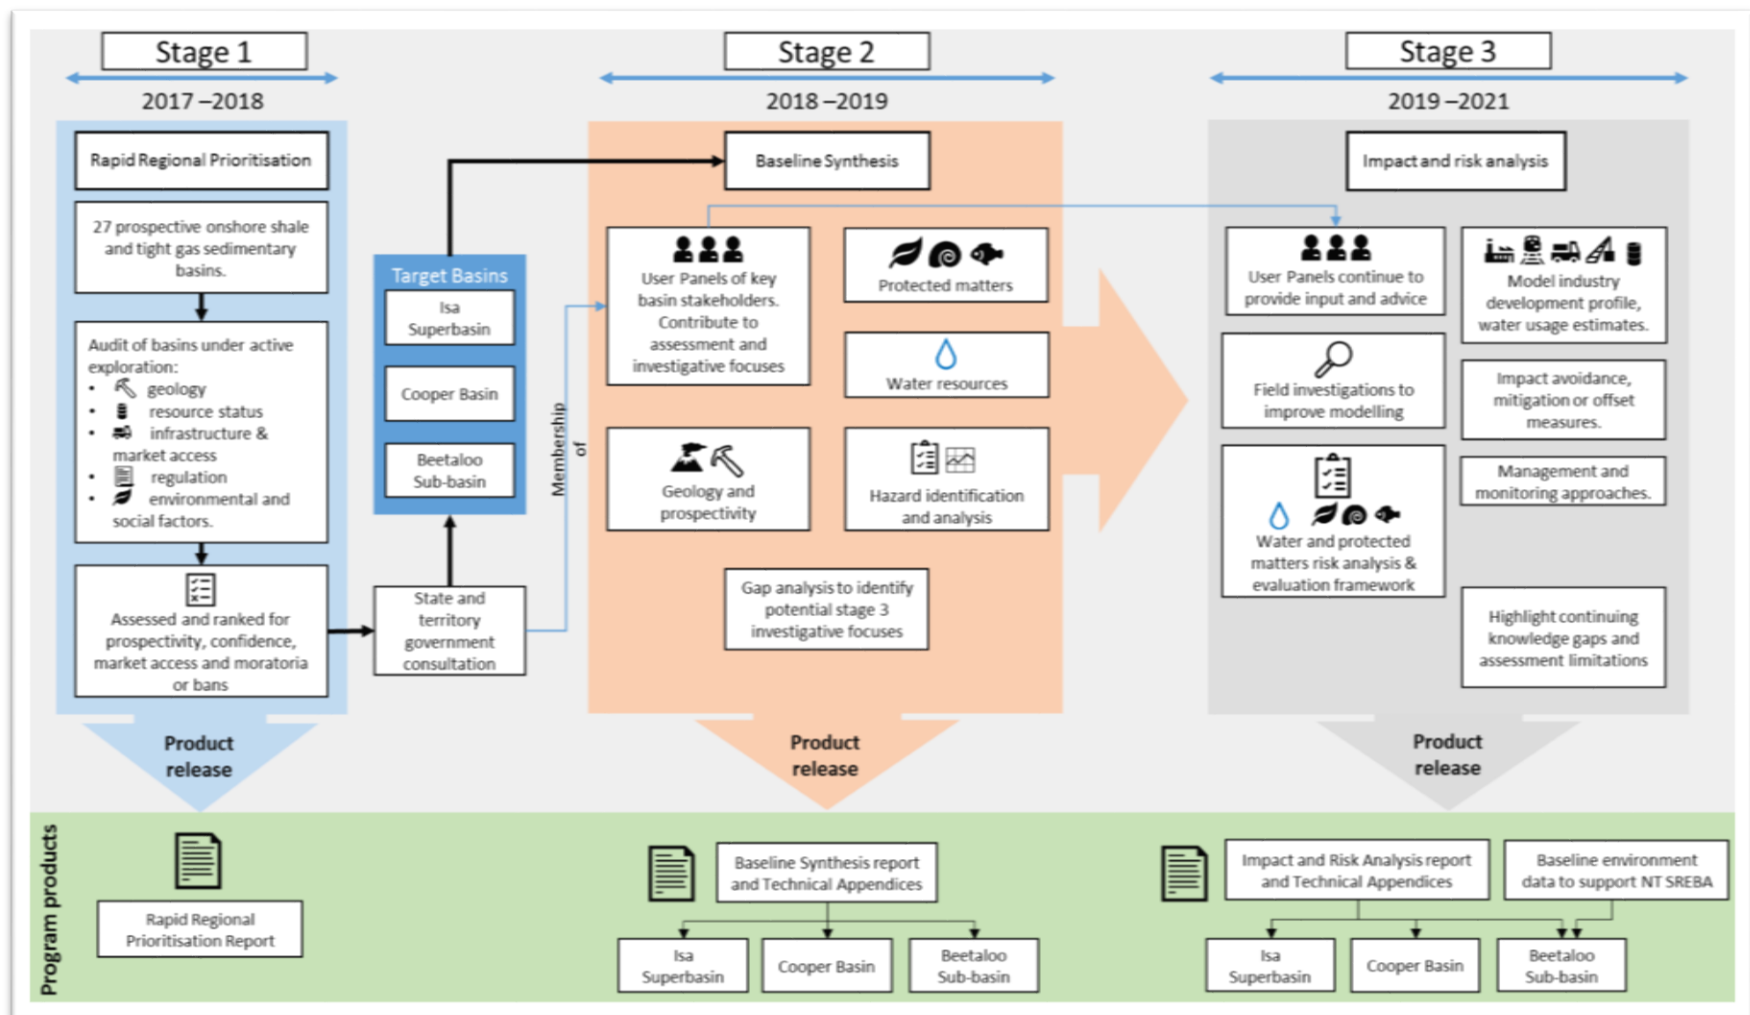 Stage 1
2017 –2018
Rapid Regional Prioritisation
27 prospective onshore shale
and tight gas sedimentary
basins.
Audit of basins under active
exploration:
• geology
• resource status
• infrastructure &
market access
• regulation
• environmental and
social factors.
Assessed and ranked for
prospectivity, confidence,
market access and moratoria
or bans
Product
release
Target Basins
Isa
Superbasin
Cooper Basin
Beetaloo
Sub-basin
State and
territory
government
consultation
Membership
of
Stage 2
2018 –2019
Baseline Synthesis
User Panels of key
basin stakeholders.
Contribute to
assessment and
investigative focuses
Protected matters
Water resources
Geology and
prospectivity
Hazard identification
and analysis
Gap analysis to identify
potential stage 3
investigative focuses
Product
release
Stage 3
2019 –2021
Impact and risk analysis
User Panels continue to
provide input and advice
Model industry
development profile,
water usage estimates.
Field investigations to
improve modelling
Impact avoidance,
mitigation or offset
measures.
Water and protected
matters risk analysis &
evaluation framework
Management and
monitoring approaches.
Highlight continuing
knowledge gaps and
assessment limitations
Product
release
Program products
Rapid Regional
Prioritisation Report
Baseline Synthesis report
and Technical Appendices
Isa
Superbasin
Cooper Basin
Beetaloo
Sub-basin
Impact and Risk Analysis report
and Technical Appendices
Baseline environment
data to support NT SREBA
Isa
Superbasin
Cooper Basin
Beetaloo
Sub-basin